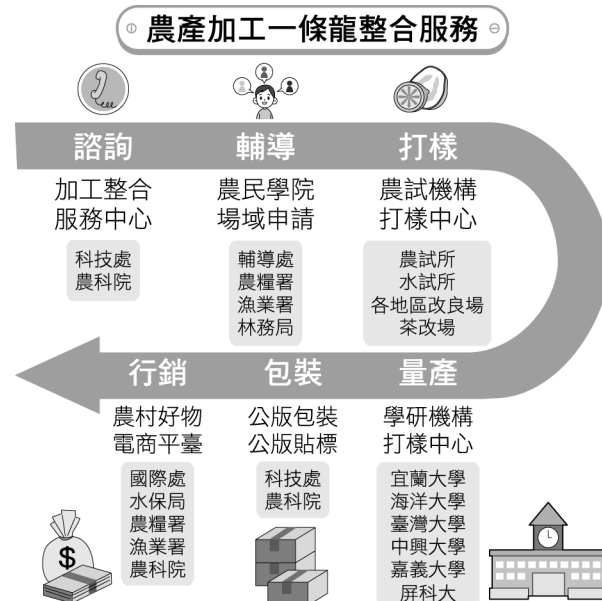 農產加工一條龍整合服務
諮詢
加工整合
服務中心
科技處
農科院
輔導
農民學院
場域申請
輔導處
農糧署
漁業署
林務局
打樣
農試機構
打樣中心
農試所
水試所
各地區改良場
茶改場
量產
學研機構
打樣中心
宜蘭大學
海洋大學
臺灣大學
中興大學
嘉義大學
屏科大
包裝
公版包裝
公版貼標
科技處
農科院
行銷
農村好物
電商平臺
國際處
水保局
農糧署
漁業署
農科院
$